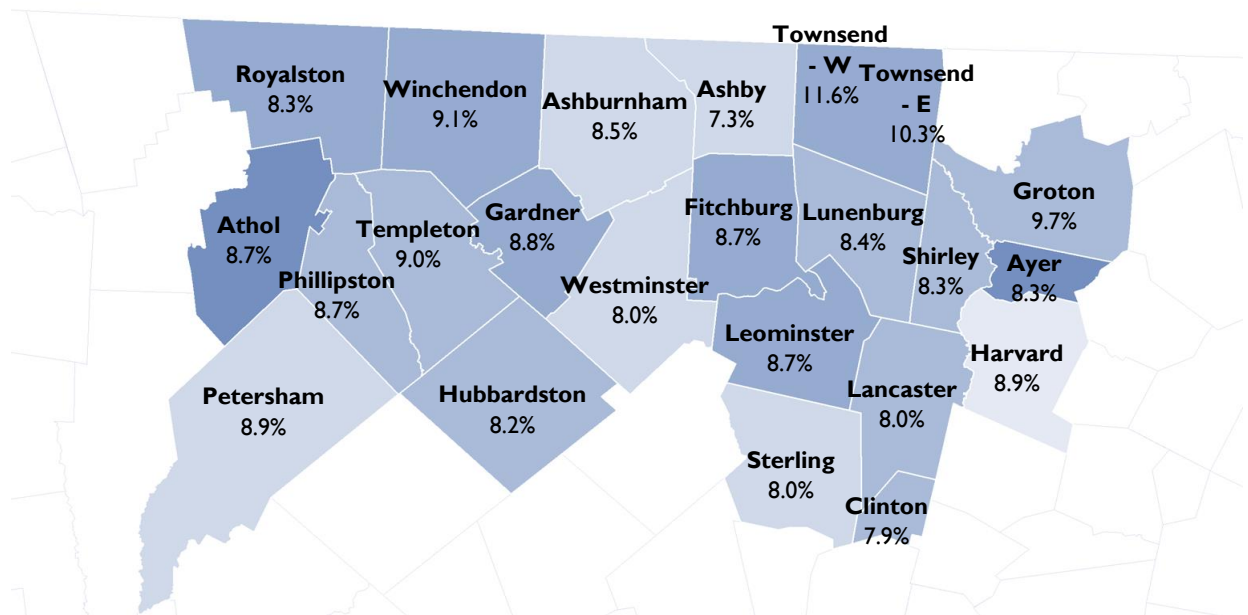 Townsend
- W
11.6%
Townsend
- E
10.3%
Royalston
8.3%
Winchendon
9.1%
Ashburnham
8.5%
Ashby
7.3%
Groton
9.7%
Athol
8.7%
Phillipston
8.7%
Templeton
9.0%
Gardner
8.8%
Westminster
8.0%
Fitchburg
8.7%
Lunenburg
8.4%
Shirley
8.3%
Ayer
8.3%
Leominster
8.7%
Harvard
8.9%
Petersham
8.9%
Hubbardston
8.2%
Lancaster
8.0%
Sterling
8.0%
Clinton
7.9%